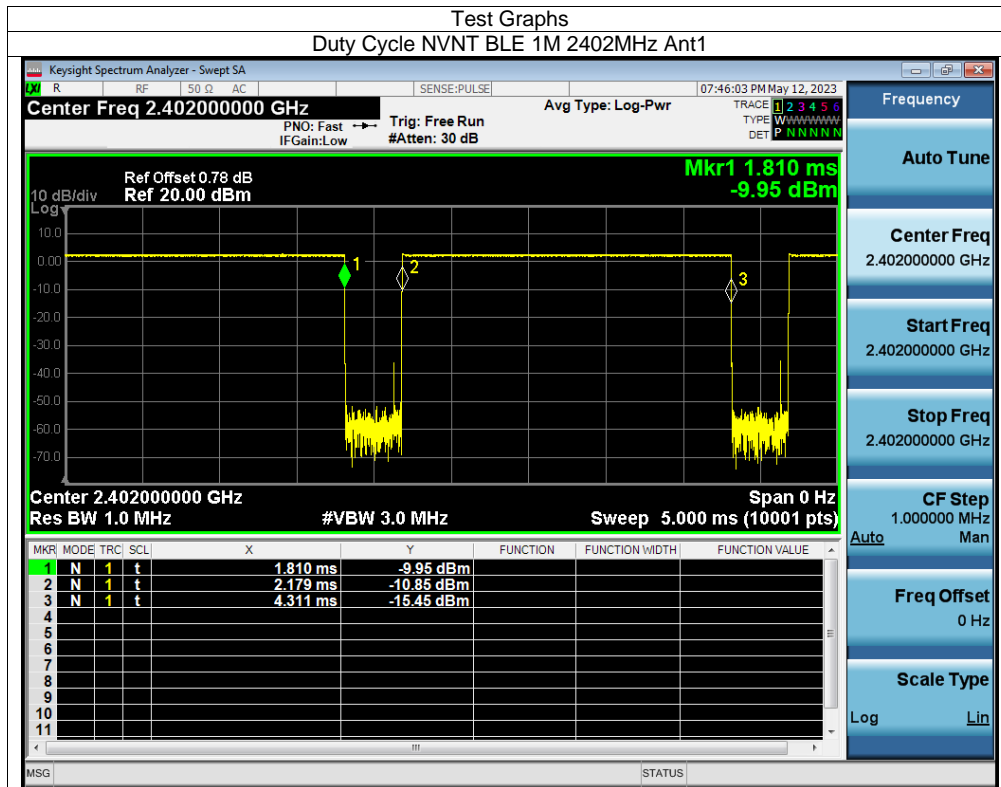 Test Graphs
Duty Cycle NVNT BLE 1M 2402MHz Ant1
Keysight Spectrum Analyzer - Swept SA
LXI R RF 50 Ω AC SENSE:PULSE 07:46:03 PM May 12, 2023
Center Freq 2.402000000 GHz
PNO: Fast
IFGain:Low
Trig: Free Run
#Atten: 30 dB
Avg Type: Log-Pwr
TRACE 1 2 3 4 5 6
TYPE WWWWWWW
DET P N N N N N
Mkr1 1.810 ms
-9.95 dBm
Ref Offset 0.78 dB
10 dB/div Ref 20.00 dBm
Log
10.0
0.00
-10.0
-20.0
-30.0
-40.0
-50.0
-60.0
-70.0
1
2
3
Center 2.402000000 GHz Span 0 Hz
Res BW 1.0 MHz #VBW 3.0 MHz Sweep 5.000 ms (10001 pts)
MKR MODE TRC SCL X Y FUNCTION FUNCTION WIDTH FUNCTION VALUE
1 N 1 t 1.810 ms -9.95 dBm
2 N 1 t 2.179 ms -10.85 dBm
3 N 1 t 4.311 ms -15.45 dBm
4
5
6
7
8
9
10
11
MSG STATUS
Frequency
Auto Tune
Center Freq
2.402000000 GHz
Start Freq
2.402000000 GHz
Stop Freq
2.402000000 GHz
CF Step
1.000000 MHz
Auto Man
Freq Offset
0 Hz
Scale Type
Log Lin